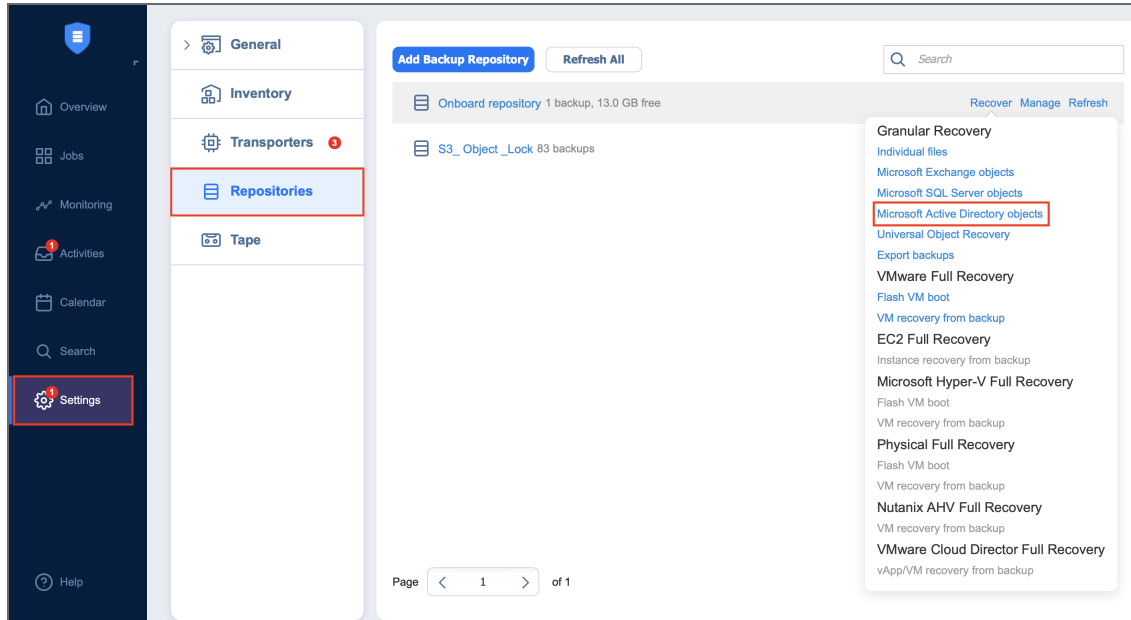 Overview
Jobs
Monitoring
1
Activities
Calendar
Search
1
Settings
Help
General
Inventory
Transporters 3
Repositories
Tape
Add Backup Repository Refresh All Search
Onboard repository 1 backup, 13.0 GB free Recover Manage Refresh
S3_ Object _Lock 83 backups
Granular Recovery
Individual files
Microsoft Exchange objects
Microsoft SQL Server objects
Microsoft Active Directory objects
Universal Object Recovery
Export backups
VMware Full Recovery
Flash VM boot
VM recovery from backup
EC2 Full Recovery
Instance recovery from backup
Microsoft Hyper-V Full Recovery
Flash VM boot
VM recovery from backup
Physical Full Recovery
Flash VM boot
VM recovery from backup
Nutanix AHV Full Recovery
VM recovery from backup
VMware Cloud Director Full Recovery
vApp/VM recovery from backup
Page 1 of 1